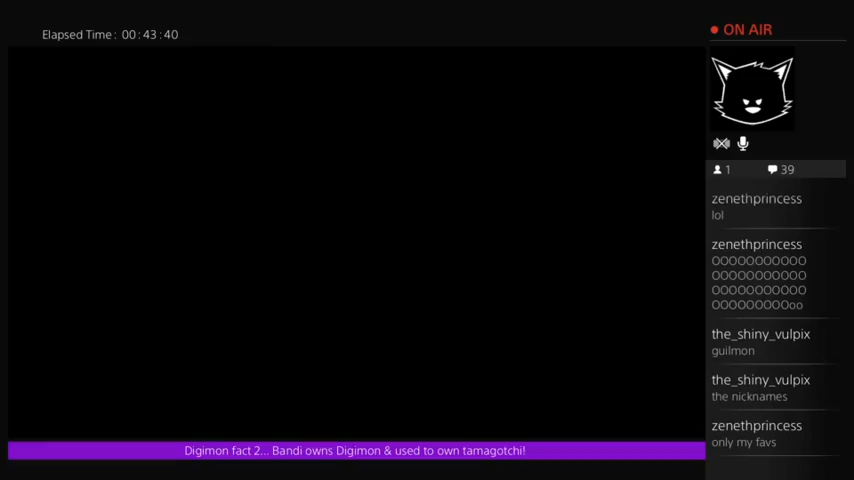 Elapsed Time: 00:43:40
ON AIR
1 39
zenethprincess
lol
zenethprincess
OOOOOOOOOOO
OOOOOOOOOOO
OOOOOOOOOOO
OOOOOOOOOoo
the_shiny_vulpix
guilmon
the_shiny_vulpix
the nicknames
zenethprincess
only my favs
Digimon fact 2... Bandi owns Digimon & used to own tamagotchi!